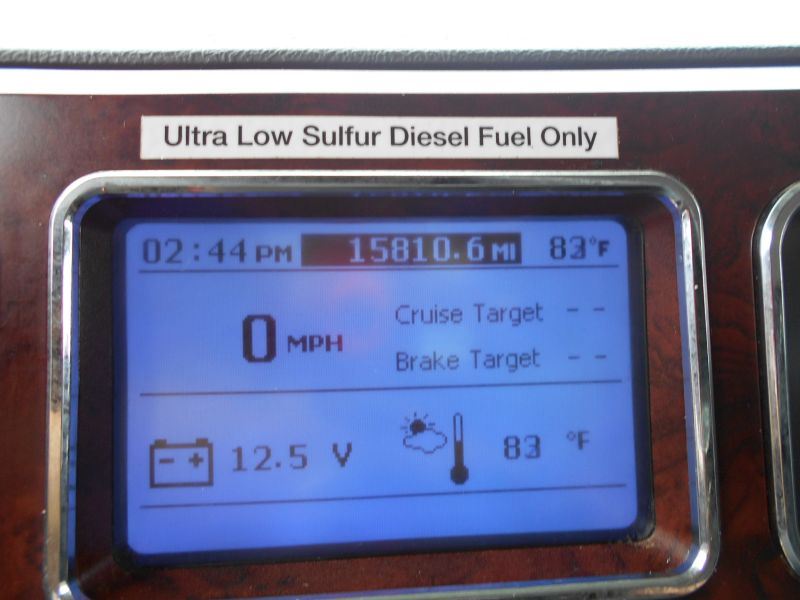 Ultra Low Sulfur Diesel Fuel Only
02:44 PM 15810.6 MI 83°F
0 MPH
Cruise Target - -
Brake Target - -
- + 12.5 V 83 °F